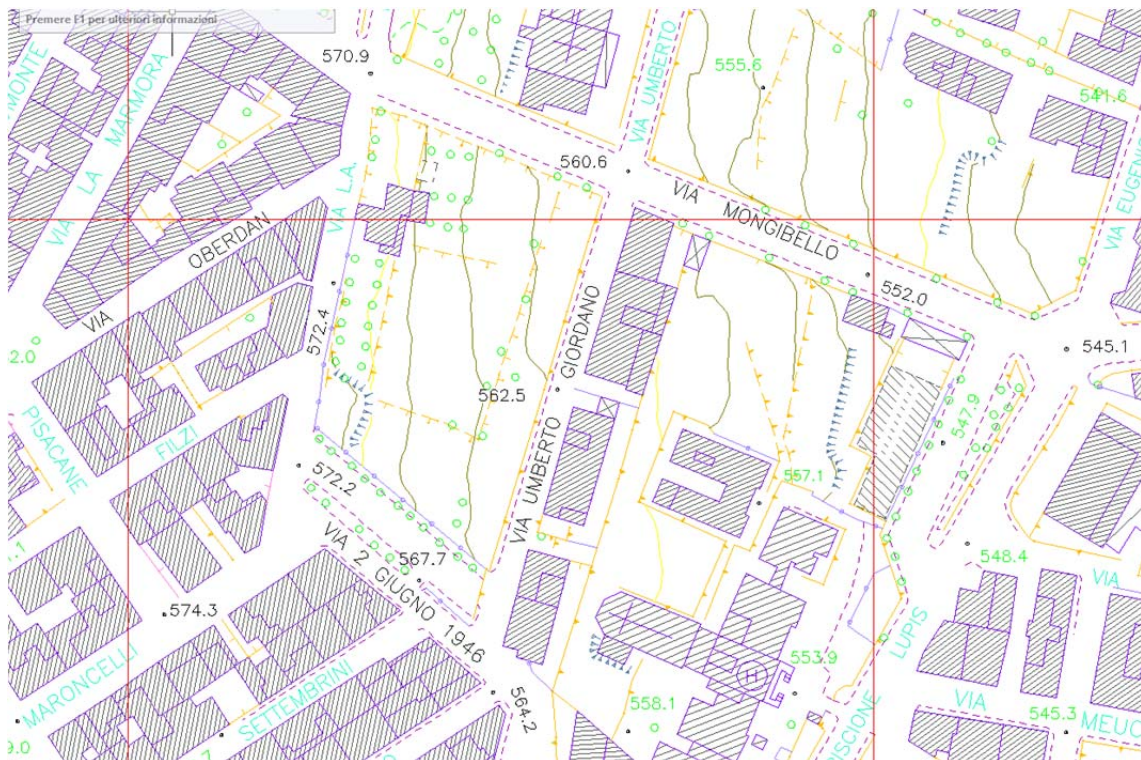 Premere F1 per ulteriori informazioni
570.9
VIA UMBERTO
555.6
541.6
VIA LA MARMORA
560.6
VIA LA
VIA MONGIBELLO
VIA OBERDAN
552.0
572.4
545.1
VIA UMBERTO GIORDANO
562.5
547.9
PISACANE
FILZI
557.1
572.2
567.7
548.4
VIA
VIA 2 GIUGNO 1946
574.3
LUPIS
MARONCELLI
SETTEMBRINI
553.9
564.2
558.1
VIA MEUC
545.3